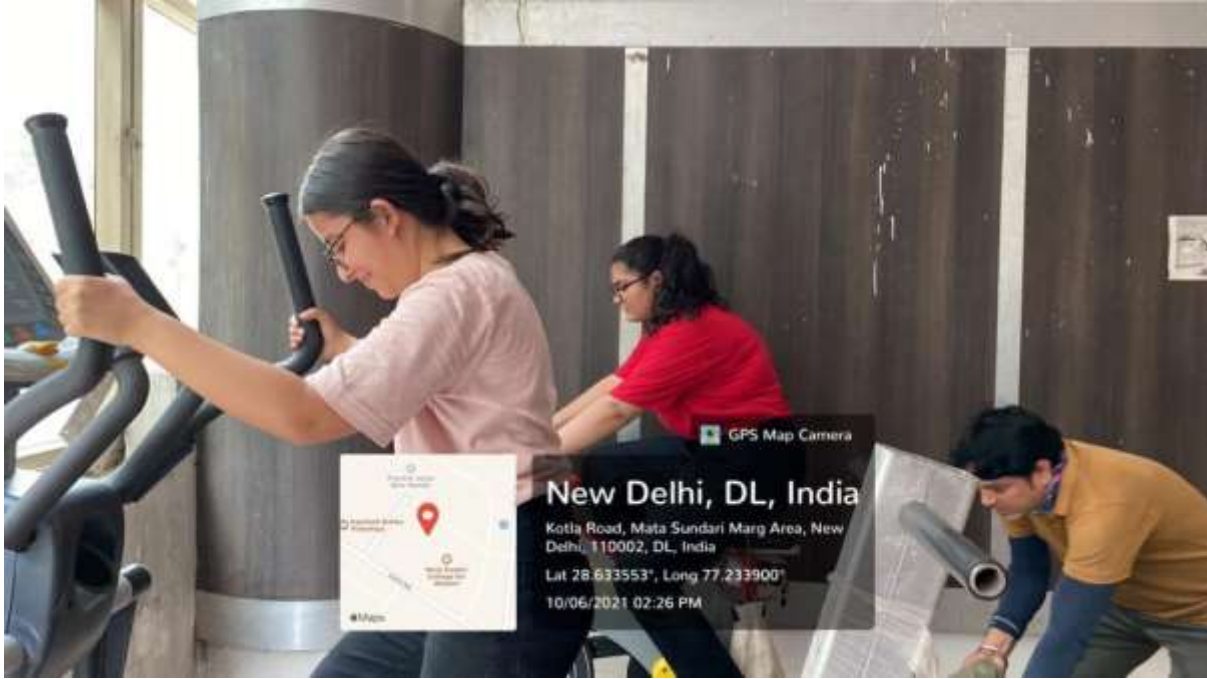 GPS Map Camera
New Delhi, DL, India
Kotla Road, Mata Sundari Marg Area, New
Delhi, 110002, DL, India
Lat 28.633553°, Long 77.233900°
10/06/2021 02:26 PM
Maps